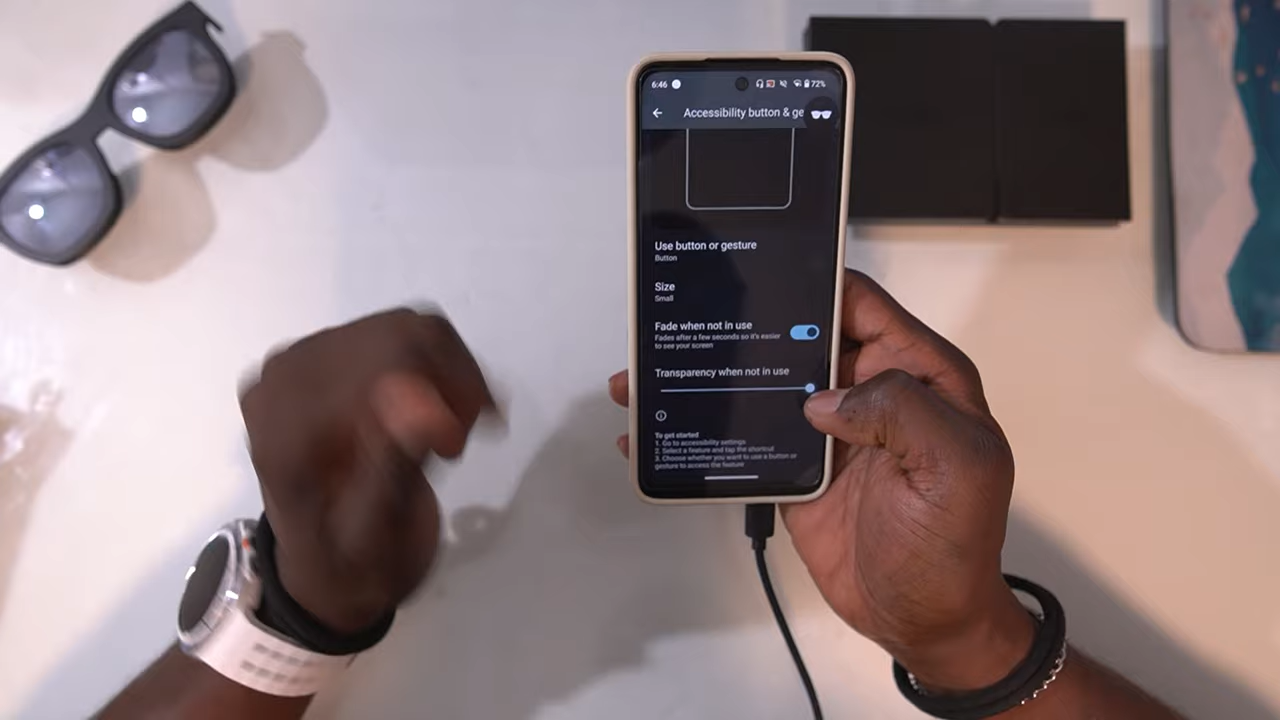 6:46 72%
Accessibility button & ge
Use button or gesture
Button
Size
Small
Fade when not in use
Fades after a few seconds so it's easier
to see your screen
Transparency when not in use
To get started
1. Go to accessibility settings
2. Select a feature and tap the shortcut
3. Choose whether you want to use a button or
gesture to access the feature